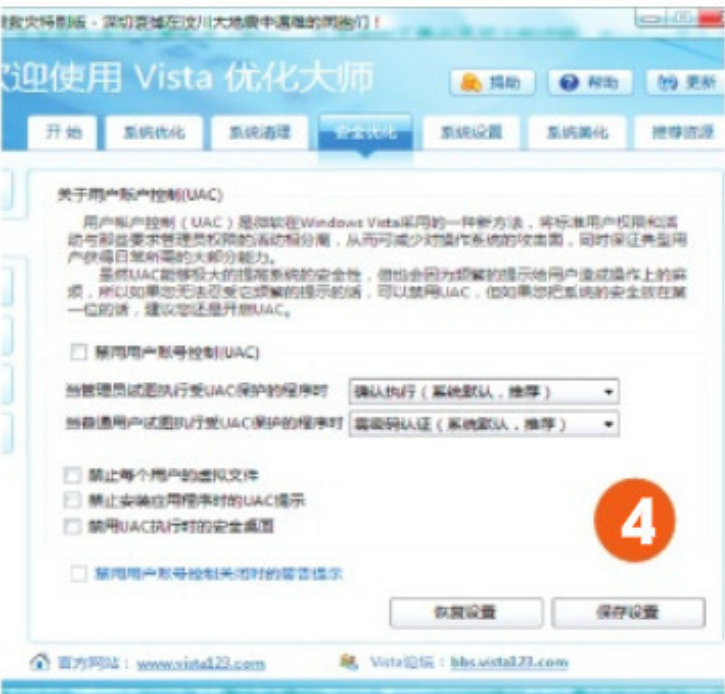 救灾特别版 - 深切哀悼在汶川大地震中遇难的同胞们！
迎使用 Vista 优化大师
捐助 帮助 更新
开始 系统优化 系统清理 安全优化 系统设置 系统美化 推荐资源
关于用户账户控制(UAC)
用户账户控制（UAC）是微软在Windows Vista采用的一种新方法，将标准用户权限和活
动与那些要求管理员权限的活动相分离，从而可减少对操作系统的攻击面，同时保证典型用
户获得日常所需的大部分能力。
虽然UAC能够极大的提高系统的安全性，但也会因为频繁的提示给用户造成操作上的麻
烦，所以如果您无法忍受它频繁的提示的话，可以禁用UAC，但如果您把系统的安全放在第
一位的话，建议您还是开启UAC。
禁用用户账号控制(UAC)
当管理员试图执行受UAC保护的程序时 确认执行（系统默认，推荐）
当普通用户试图执行受UAC保护的程序时 需密码认证（系统默认，推荐）
禁止每个用户的虚拟文件
禁止安装应用程序时的UAC提示
禁用UAC执行时的安全桌面
4
禁用用户账号控制关闭时的警告提示
恢复设置 保存设置
官方网站：www.vista123.com Vista论坛：bbs.vista123.com